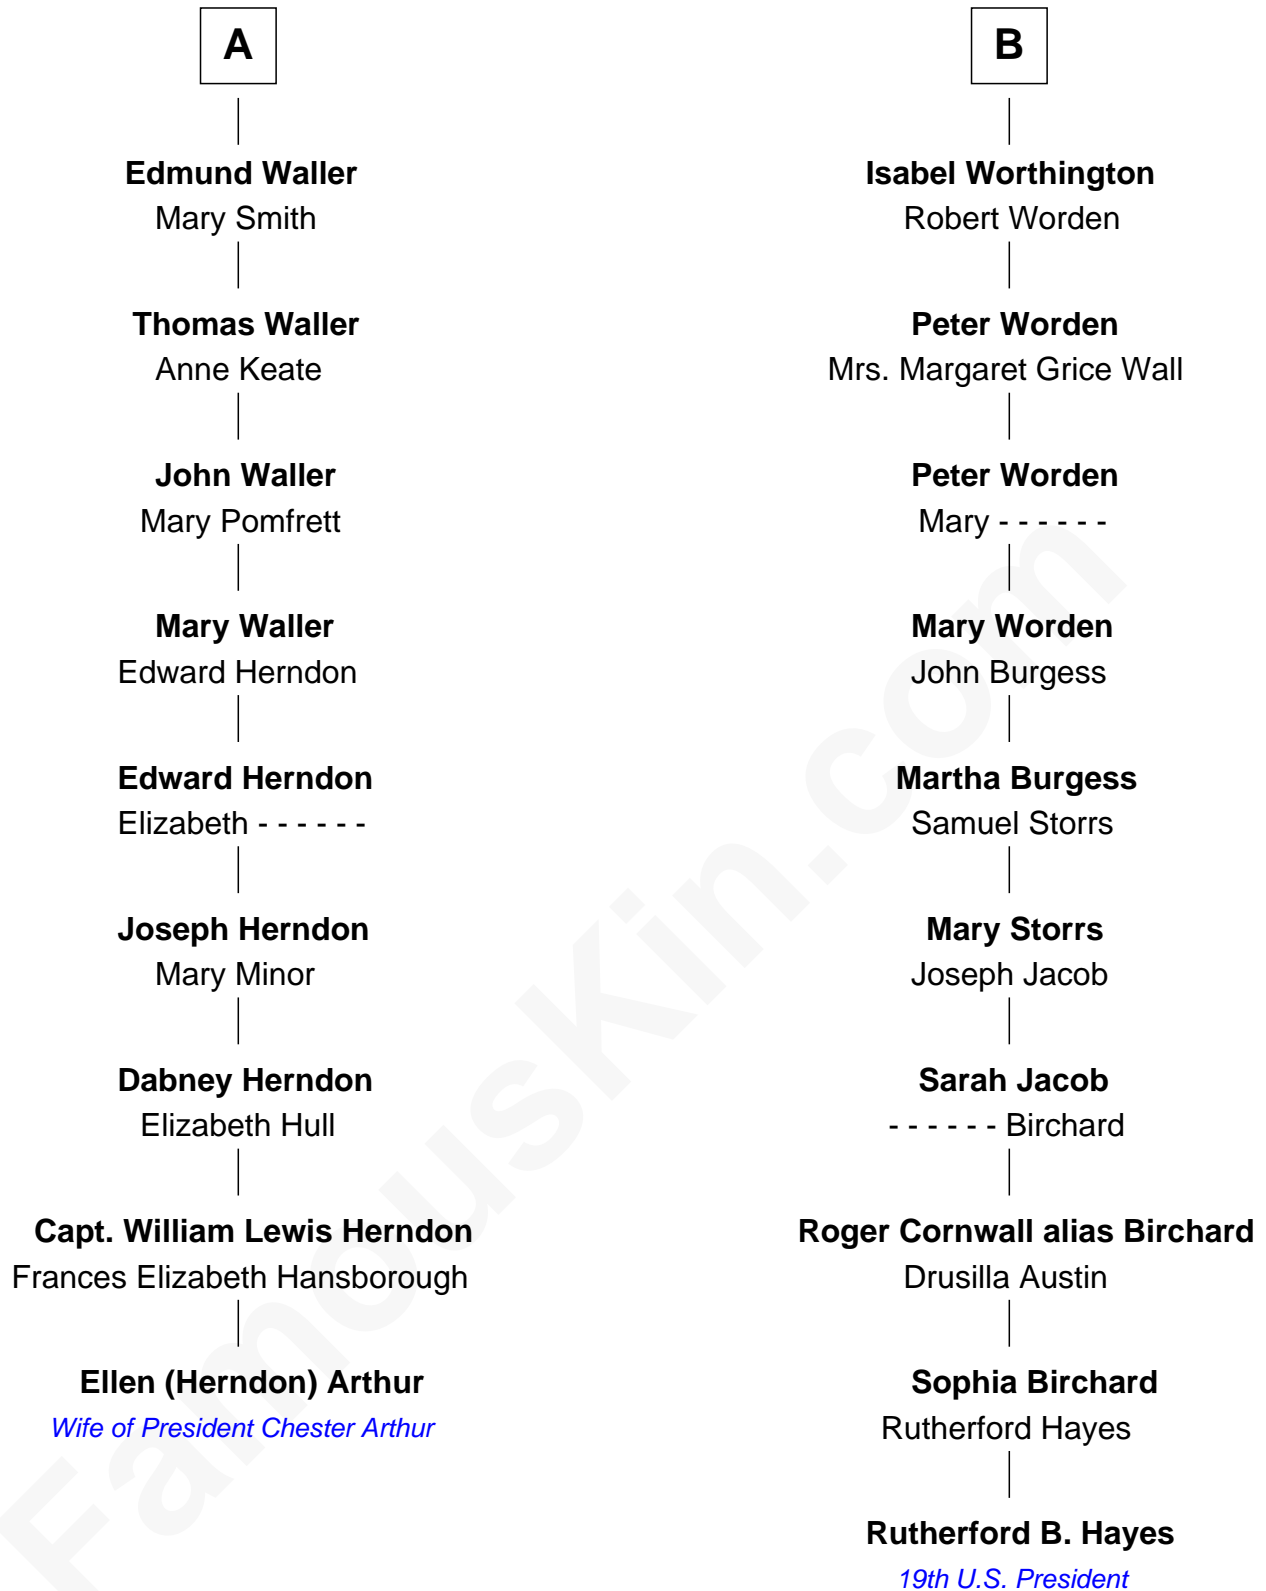 A
Edmund Waller
Mary Smith
Thomas Waller
Anne Keate
John Waller
Mary Pomfrett
Mary Waller
Edward Herndon
Edward Herndon
Elizabeth - - - - - -
Joseph Herndon
Mary Minor
Dabney Herndon
Elizabeth Hull
Capt. William Lewis Herndon
Frances Elizabeth Hansborough
Ellen (Herndon) Arthur
Wife of President Chester Arthur
B
Isabel Worthington
Robert Worden
Peter Worden
Mrs. Margaret Grice Wall
Peter Worden
Mary - - - - - -
Mary Worden
John Burgess
Martha Burgess
Samuel Storrs
Mary Storrs
Joseph Jacob
Sarah Jacob
- - - - - - Birchard
Roger Cornwall alias Birchard
Drusilla Austin
Sophia Birchard
Rutherford Hayes
Rutherford B. Hayes
19th U.S. President
FamousKin.com